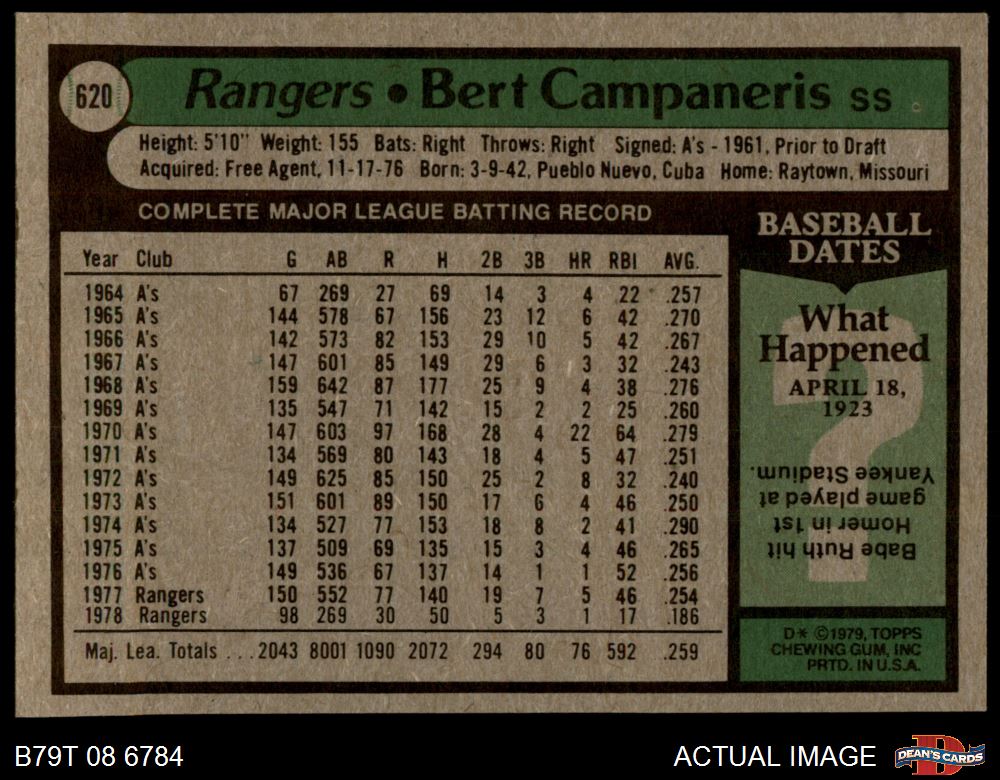 620
Rangers • Bert Campaneris SS
Height: 5'10" Weight: 155 Bats: Right Throws: Right Signed: A's - 1961, Prior to Draft
Acquired: Free Agent, 11-17-76 Born: 3-9-42, Pueblo Nuevo, Cuba Home: Raytown, Missouri
COMPLETE MAJOR LEAGUE BATTING RECORD
Year Club G AB R H 2B 3B HR RBI AVG.
1964 A's 67 269 27 69 14 3 4 22 .257
1965 A's 144 578 67 156 23 12 6 42 .270
1966 A's 142 573 82 153 29 10 5 42 .267
1967 A's 147 601 85 149 29 6 3 32 .243
1968 A's 159 642 87 177 25 9 4 38 .276
1969 A's 135 547 71 142 15 2 2 25 .260
1970 A's 147 603 97 168 28 4 22 64 .279
1971 A's 134 569 80 143 18 4 5 47 .251
1972 A's 149 625 85 150 25 2 8 32 .240
1973 A's 151 601 89 150 17 6 4 46 .250
1974 A's 134 527 77 153 18 8 2 41 .290
1975 A's 137 509 69 135 15 3 4 46 .265
1976 A's 149 536 67 137 14 1 1 52 .256
1977 Rangers 150 552 77 140 19 7 5 46 .254
1978 Rangers 98 269 30 50 5 3 1 17 .186
Maj. Lea. Totals ... 2043 8001 1090 2072 294 80 76 592 .259
BASEBALL
DATES
What
Happened
APRIL 18,
1923
?
Babe Ruth hit
Homer in 1st
game played at
Yankee Stadium.
D* ©1979, TOPPS
CHEWING GUM, INC
PRTD. IN U.S.A.
B79T 08 6784
ACTUAL IMAGE
D
DEAN'S CARDS